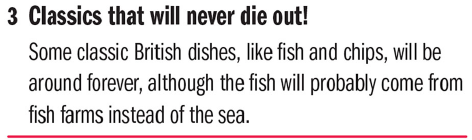 3 Classics that will never die out!
Some classic British dishes, like fish and chips, will be
around forever, although the fish will probably come from
fish farms instead of the sea.